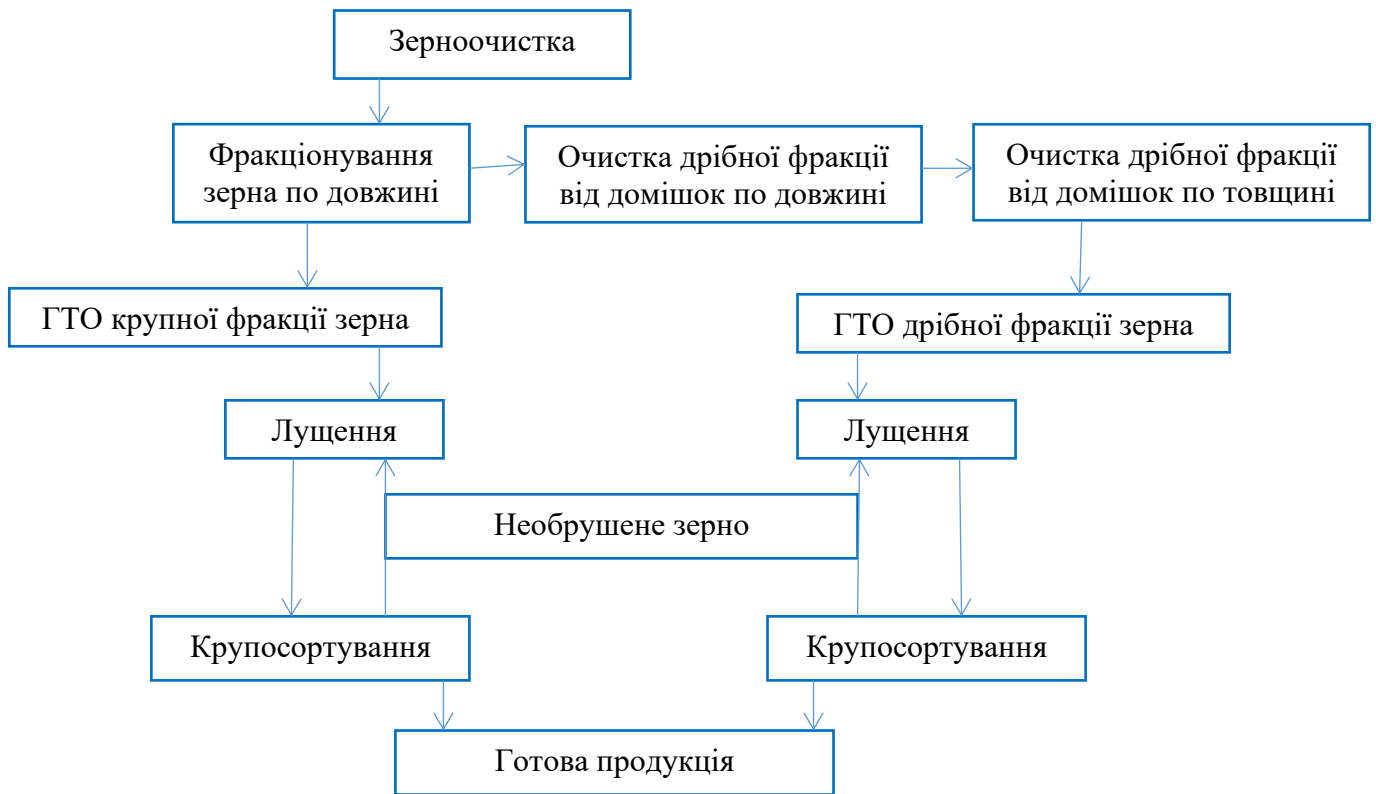 Зерноочистка
Фракціонування
зерна по довжині
Очистка дрібної фракції
від домішок по довжині
Очистка дрібної фракції
від домішок по товщині
ГТО крупної фракції зерна
ГТО дрібної фракції зерна
Лущення
Лущення
Необрушене зерно
Крупосортування
Крупосортування
Готова продукція